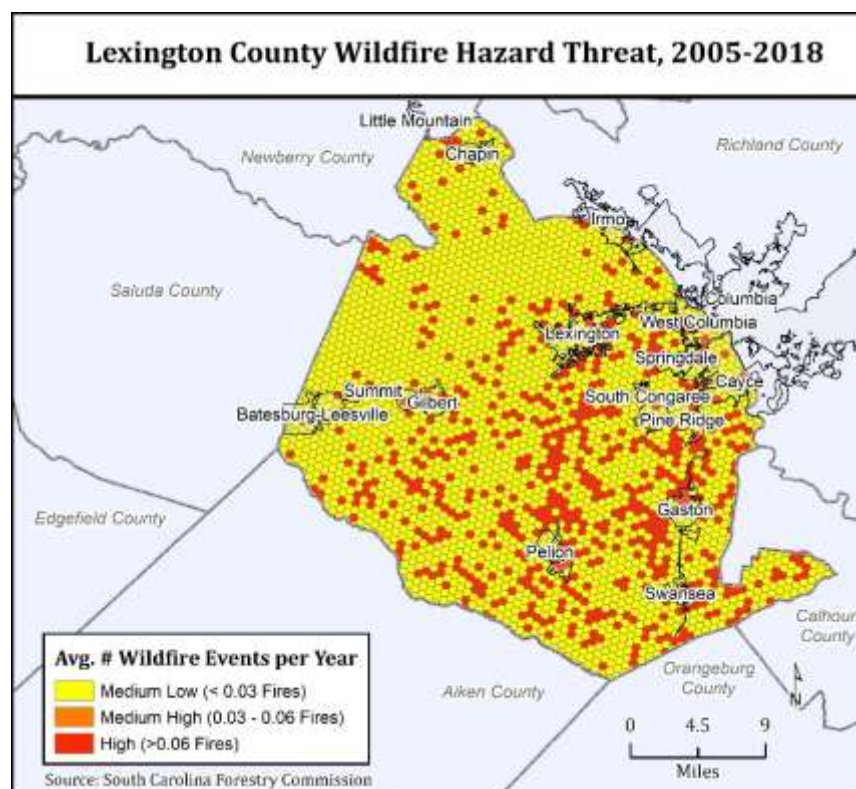 Lexington County Wildfire Hazard Threat, 2005-2018
Little Mountain
Newberry County
Chapin
Richland County
Irmo
Saluda County
Columbia
West Columbia
Lexington
Springdale
Cayce
Summit
South Congaree
Gilbert
Batesburg-Leesville
Pine Ridge
Edgefield County
Gaston
Pelion
Swansea
Calhoun
County
Orangeburg
County
Aiken County
Avg. # Wildfire Events per Year
Medium Low (< 0.03 Fires)
Medium High (0.03 - 0.06 Fires)
High (>0.06 Fires)
N
0 4.5 9
Miles
Source: South Carolina Forestry Commission